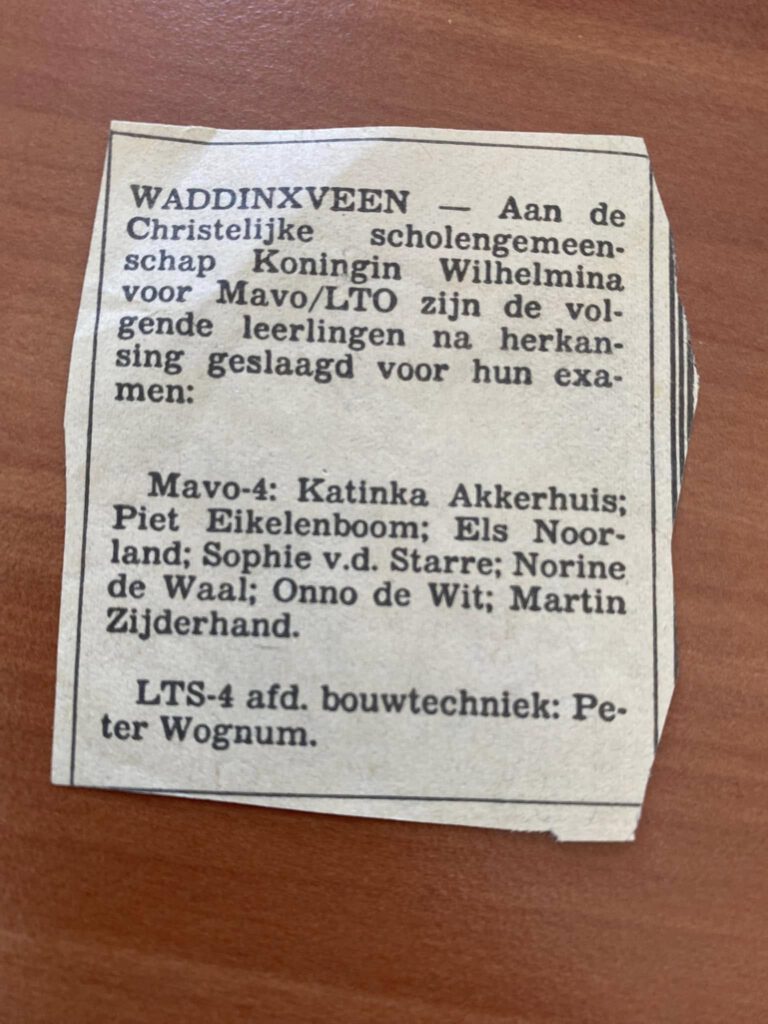 WADDINXVEEN — Aan de
Christelijke scholengemeen-
schap Koningin Wilhelmina
voor Mavo/LTO zijn de vol-
gende leerlingen na herkan-
sing geslaagd voor hun exa-
men:
Mavo-4: Katinka Akkerhuis;
Piet Eikelenboom; Els Noor-
land; Sophie v.d. Starre; Norine
de Waal; Onno de Wit; Martin
Zijderhand.
LTS-4 afd. bouwtechniek: Pe-
ter Wognum.